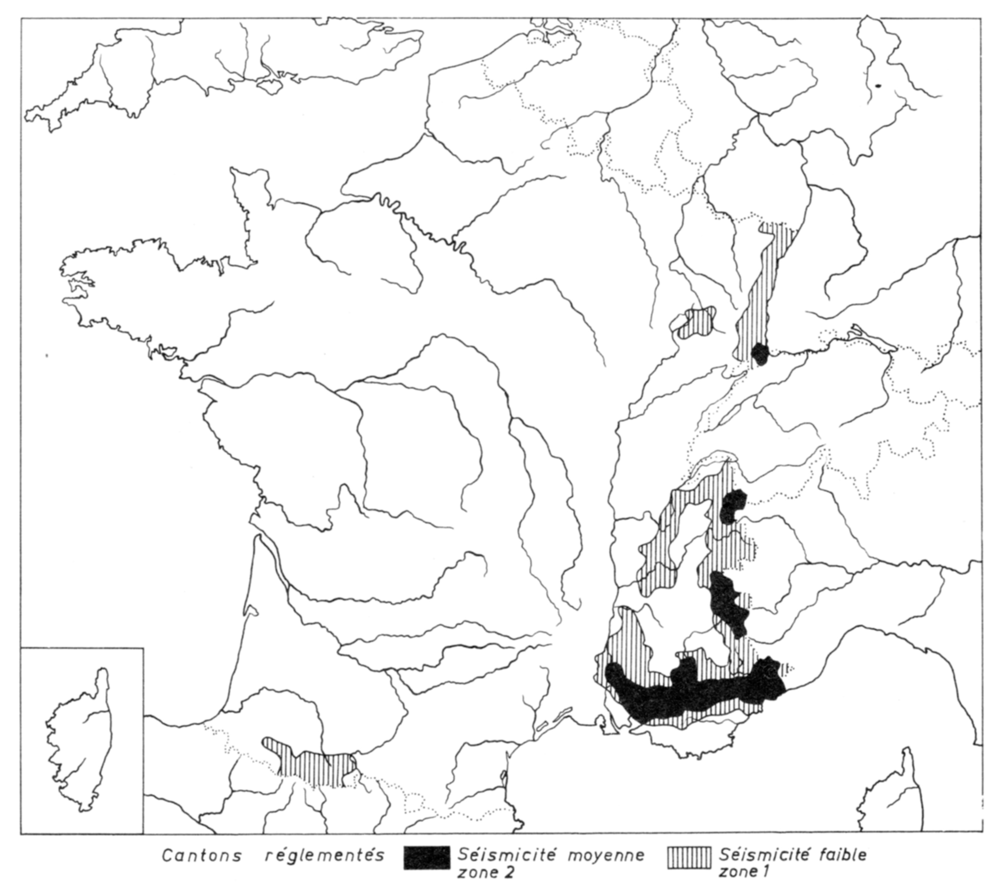 Cantons réglementés
Séismicité moyenne
zone 2
Séismicité faible
zone 1